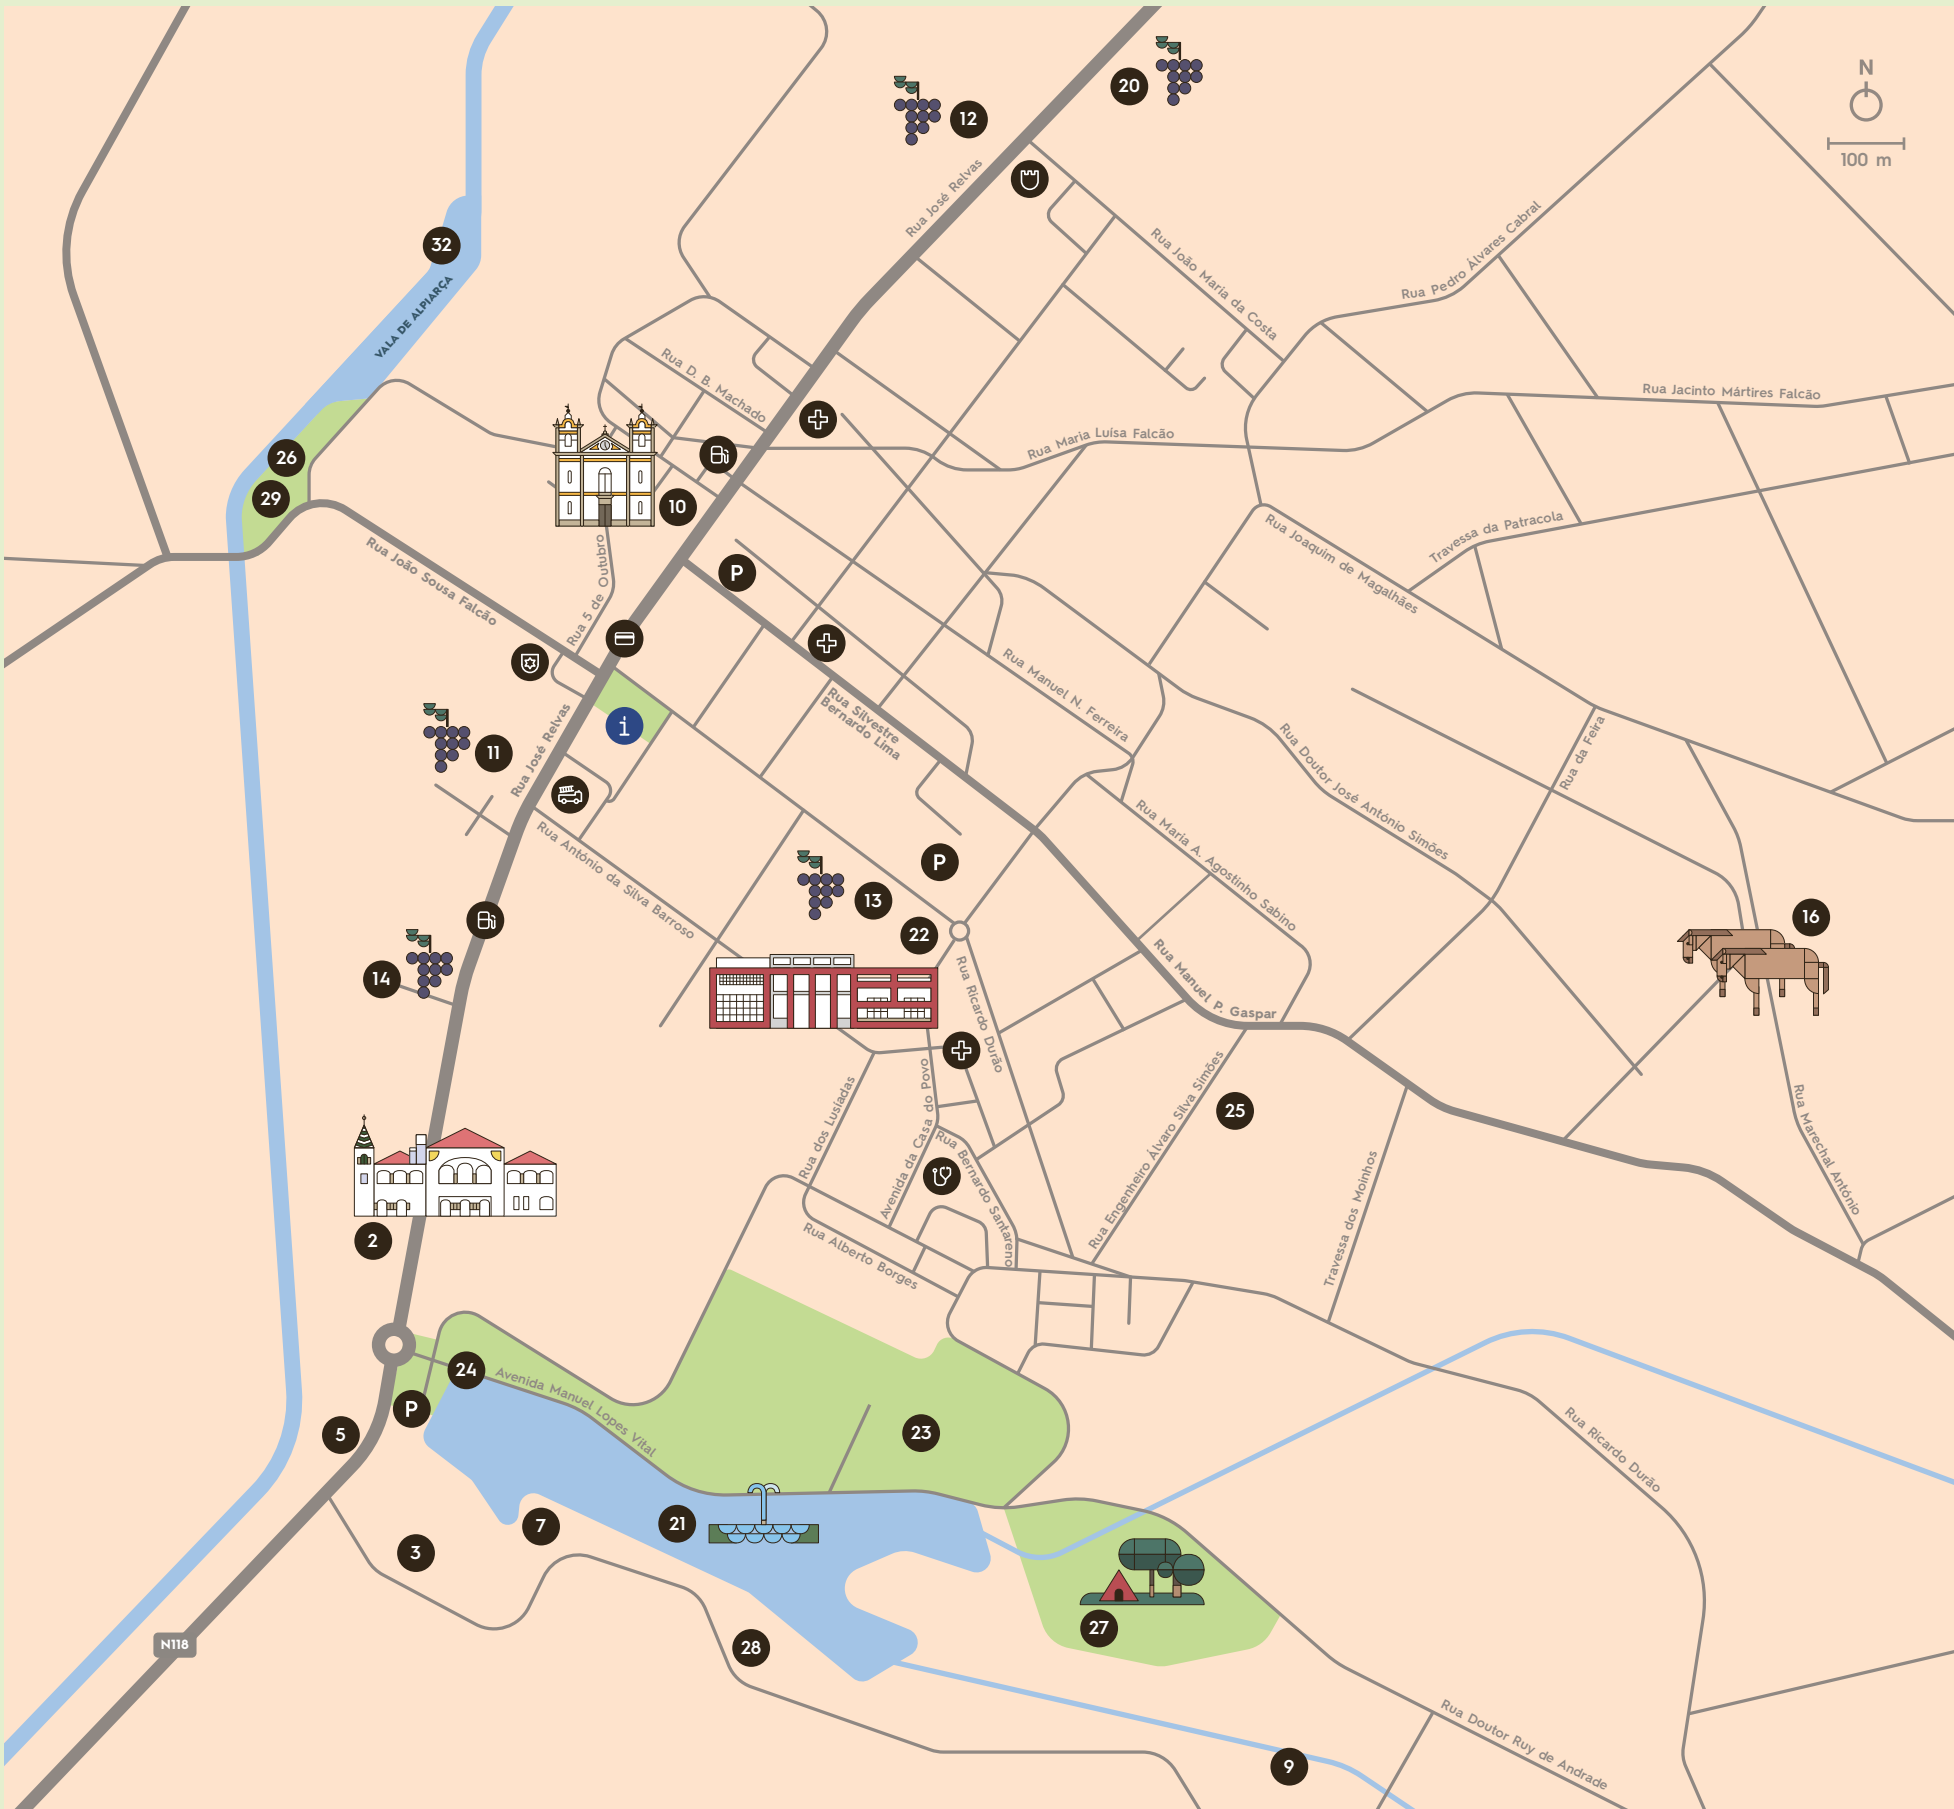 20
12
N
100 m
Rua José Relvas
Rua João Maria da Costa
Rua Pedro Álvares Cabral
32
VALA DE ALPIARÇA
Rua D. B. Machado
Rua Jacinto Mártires Falcão
Rua Maria Luísa Falcão
26
29
10
Rua João Sousa Falcão
Rua 5 de Outubro
P
Rua Joaquim de Magalhães
Travessa da Patracola
i
11
Rua José Relvas
Rua Silvestre
Bernardo Lima
Rua Manuel N. Ferreira
Rua Doutor José António Simões
Rua da Feira
Rua António da Silva Barroso
P
13
22
Rua Maria A. Agostinho Sabino
16
14
Rua Ricardo Durão
Rua Manuel P. Gaspar
Rua dos Lusíadas
Avenida da Casa do Povo
Rua Bernardo Santareno
Rua Engenheiro Álvaro Silva Simões
25
Travessa dos Moinhos
Rua Marechal António
2
Rua Alberto Borges
24
P
Avenida Manuel Lopes Vital
5
23
Rua Ricardo Durão
21
7
3
27
28
N118
Rua Doutor Ruy de Andrade
9